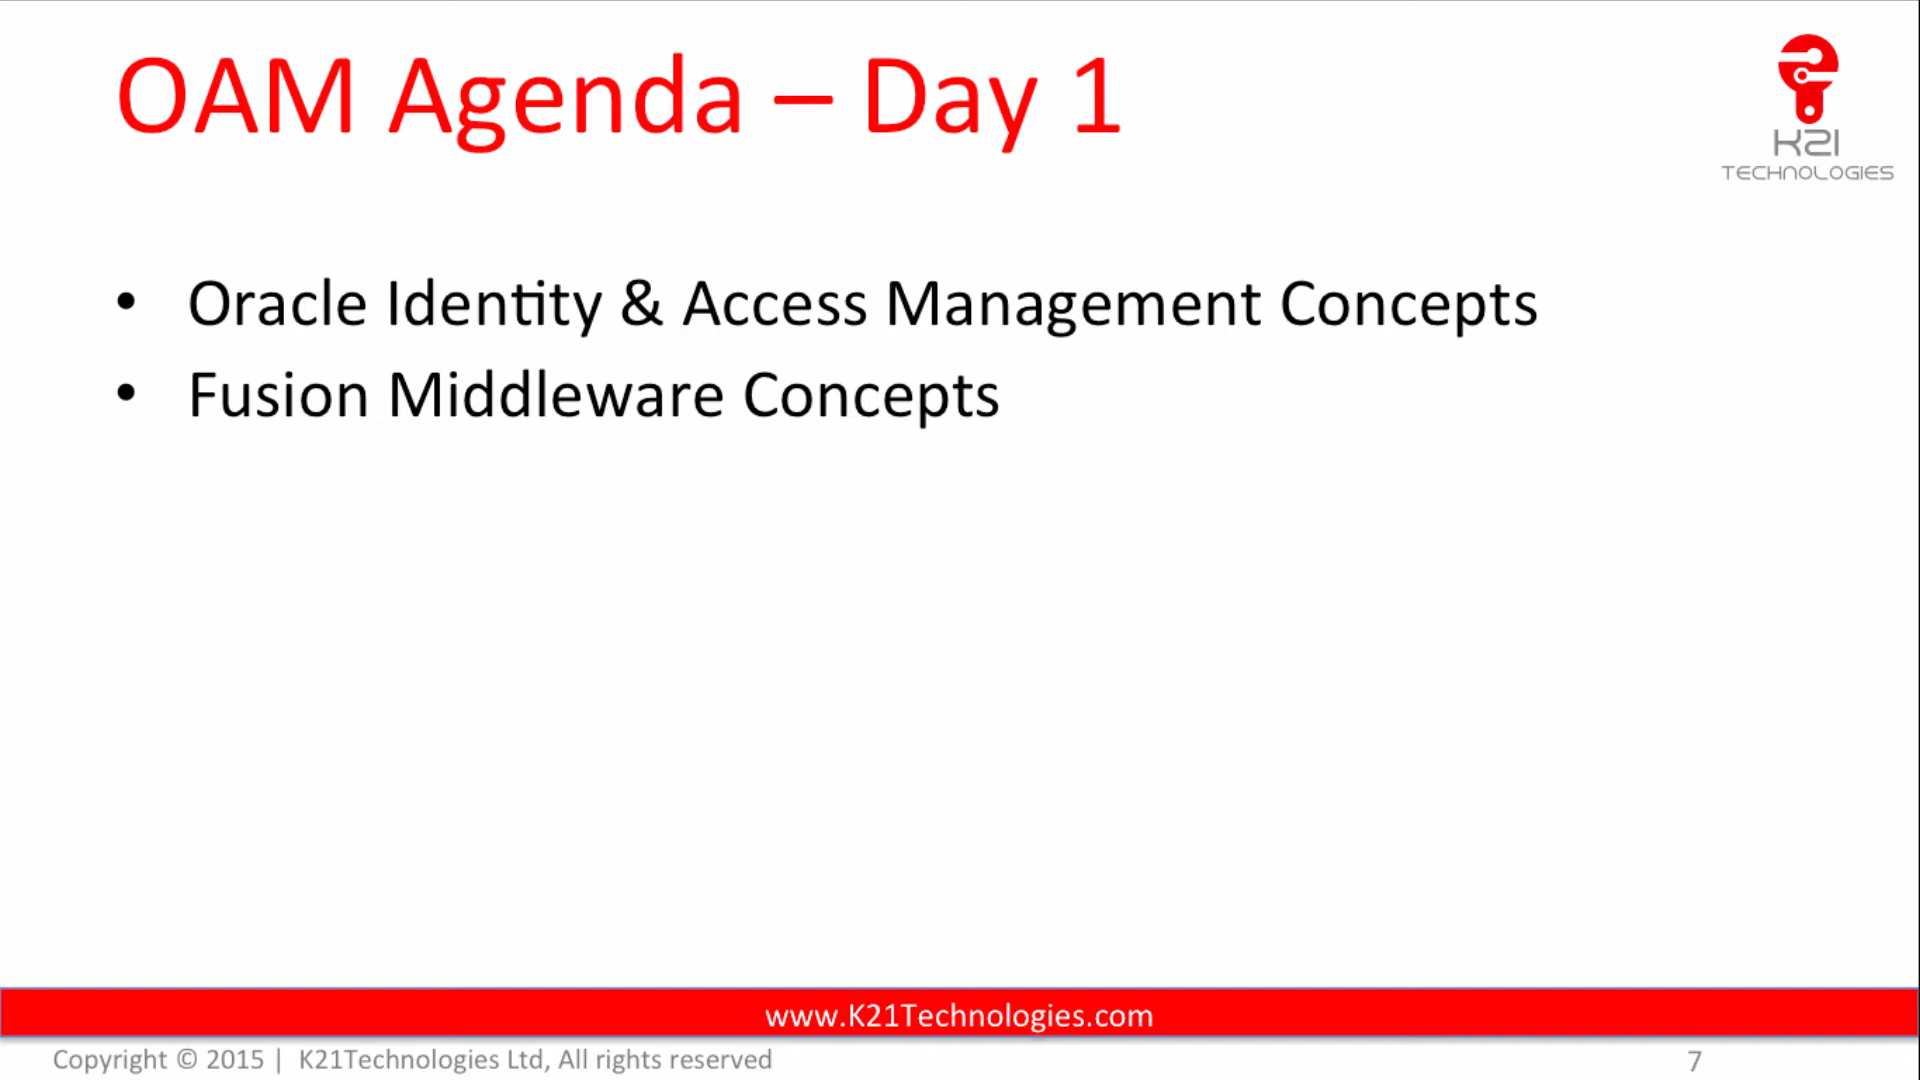 OAM Agenda – Day 1
K21
TECHNOLOGIES
• Oracle Identity & Access Management Concepts
• Fusion Middleware Concepts
www.K21Technologies.com
Copyright © 2015 | K21Technologies Ltd, All rights reserved
7